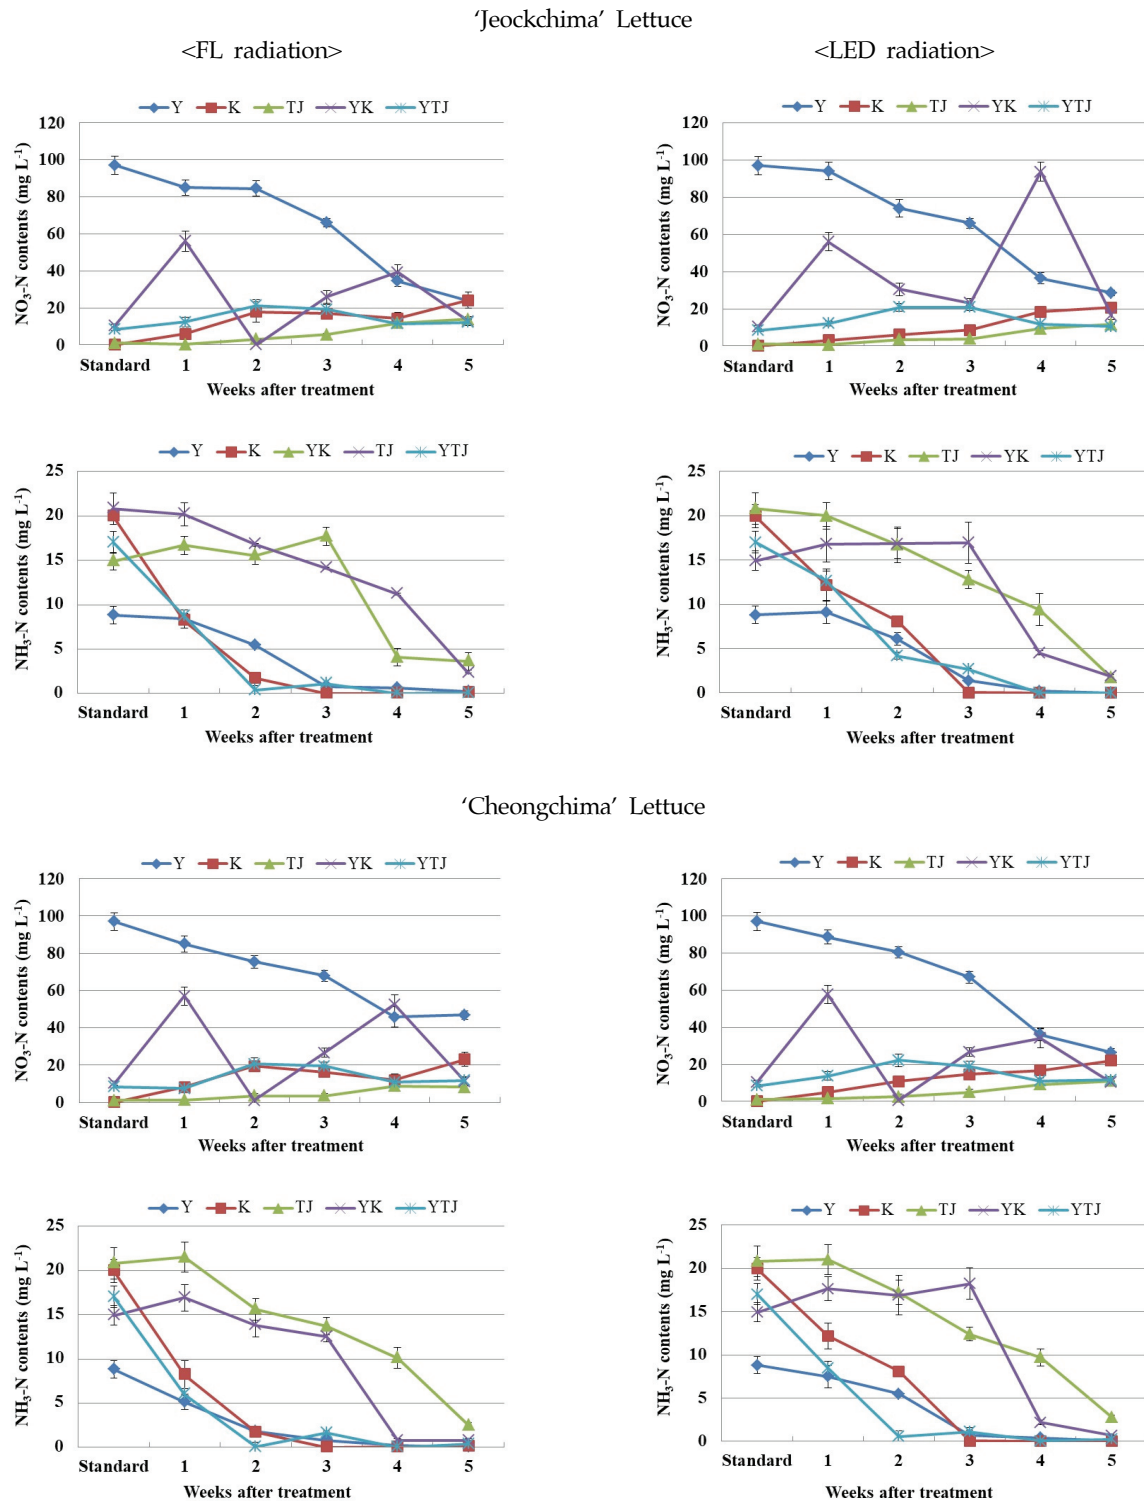 ‘Jeockchima’ Lettuce
<FL radiation>
<LED radiation>
Y K TJ YK YTJ
NO3-N contents (mg L-1)
120
100
80
60
40
20
0
Standard 1 2 3 4 5
Weeks after treatment
Y K TJ YK YTJ
NO3-N contents (mg L-1)
120
100
80
60
40
20
0
Standard 1 2 3 4 5
Weeks after treatment
Y K YK TJ YTJ
NH3-N contents (mg L-1)
25
20
15
10
5
0
Standard 1 2 3 4 5
Weeks after treatment
Y K TJ YK YTJ
NH3-N contents (mg L-1)
25
20
15
10
5
0
Standard 1 2 3 4 5
Weeks after treatment
‘Cheongchima’ Lettuce
Y K TJ YK YTJ
NO3-N contents (mg L-1)
120
100
80
60
40
20
0
Standard 1 2 3 4 5
Weeks after treatment
Y K TJ YK YTJ
NO3-N contents (mg L-1)
120
100
80
60
40
20
0
Standard 1 2 3 4 5
Weeks after treatment
Y K TJ YK YTJ
NH3-N contents (mg L-1)
25
20
15
10
5
0
Standard 1 2 3 4 5
Weeks after treatment
Y K TJ YK YTJ
NH3-N contents (mg L-1)
25
20
15
10
5
0
Standard 1 2 3 4 5
Weeks after treatment